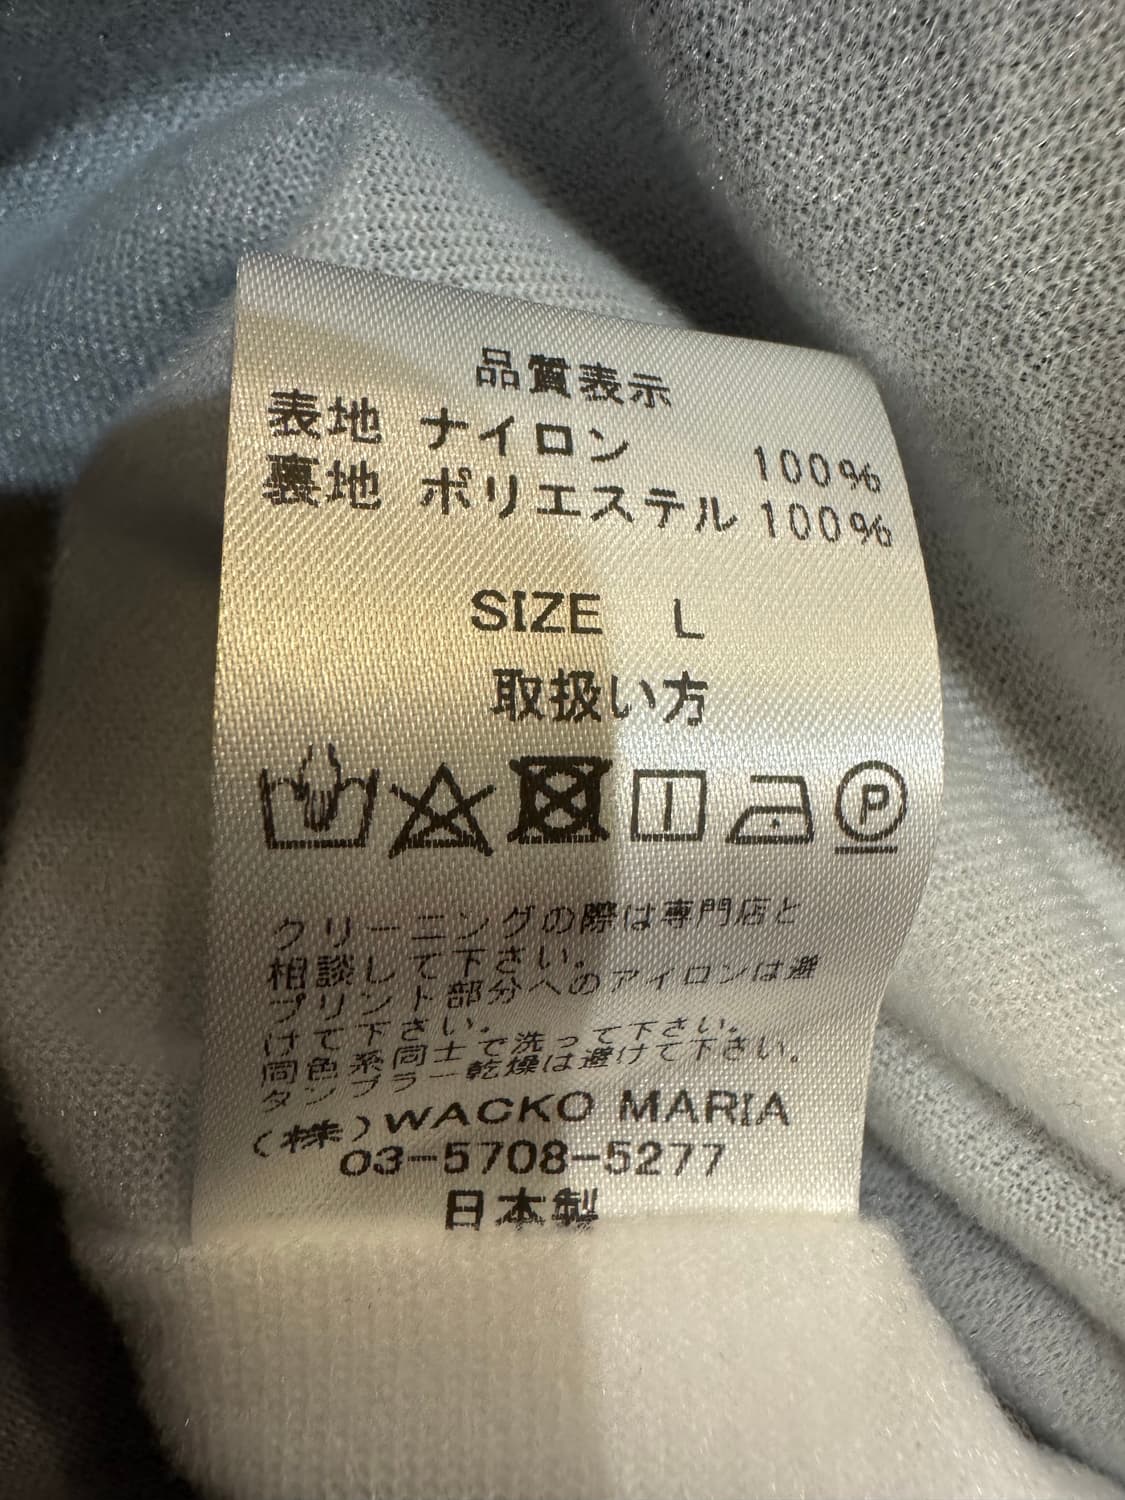 品質表示
表地 ナイロン 100%
裏地 ポリエステル 100%
SIZE L
取扱い方
P
クリーニングの際は専門店と
相談して下さい。
プリント部分へのアイロンは避
けて下さい。
同色系同士で洗って下さい。
タンブラー乾燥は避けて下さい。
(株)WACKO MARIA
03-5708-5277
日本製